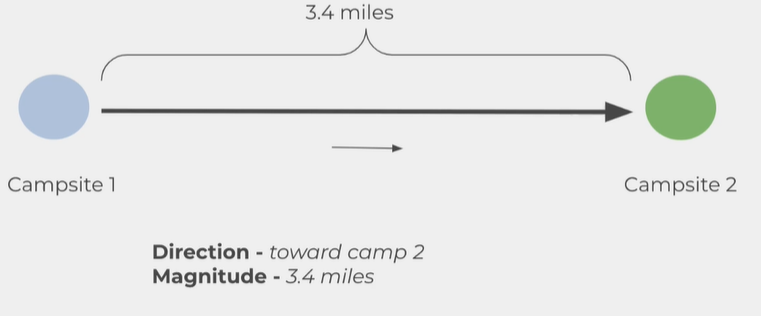 3.4 miles
Campsite 1
Campsite 2
Direction - toward camp 2
Magnitude - 3.4 miles